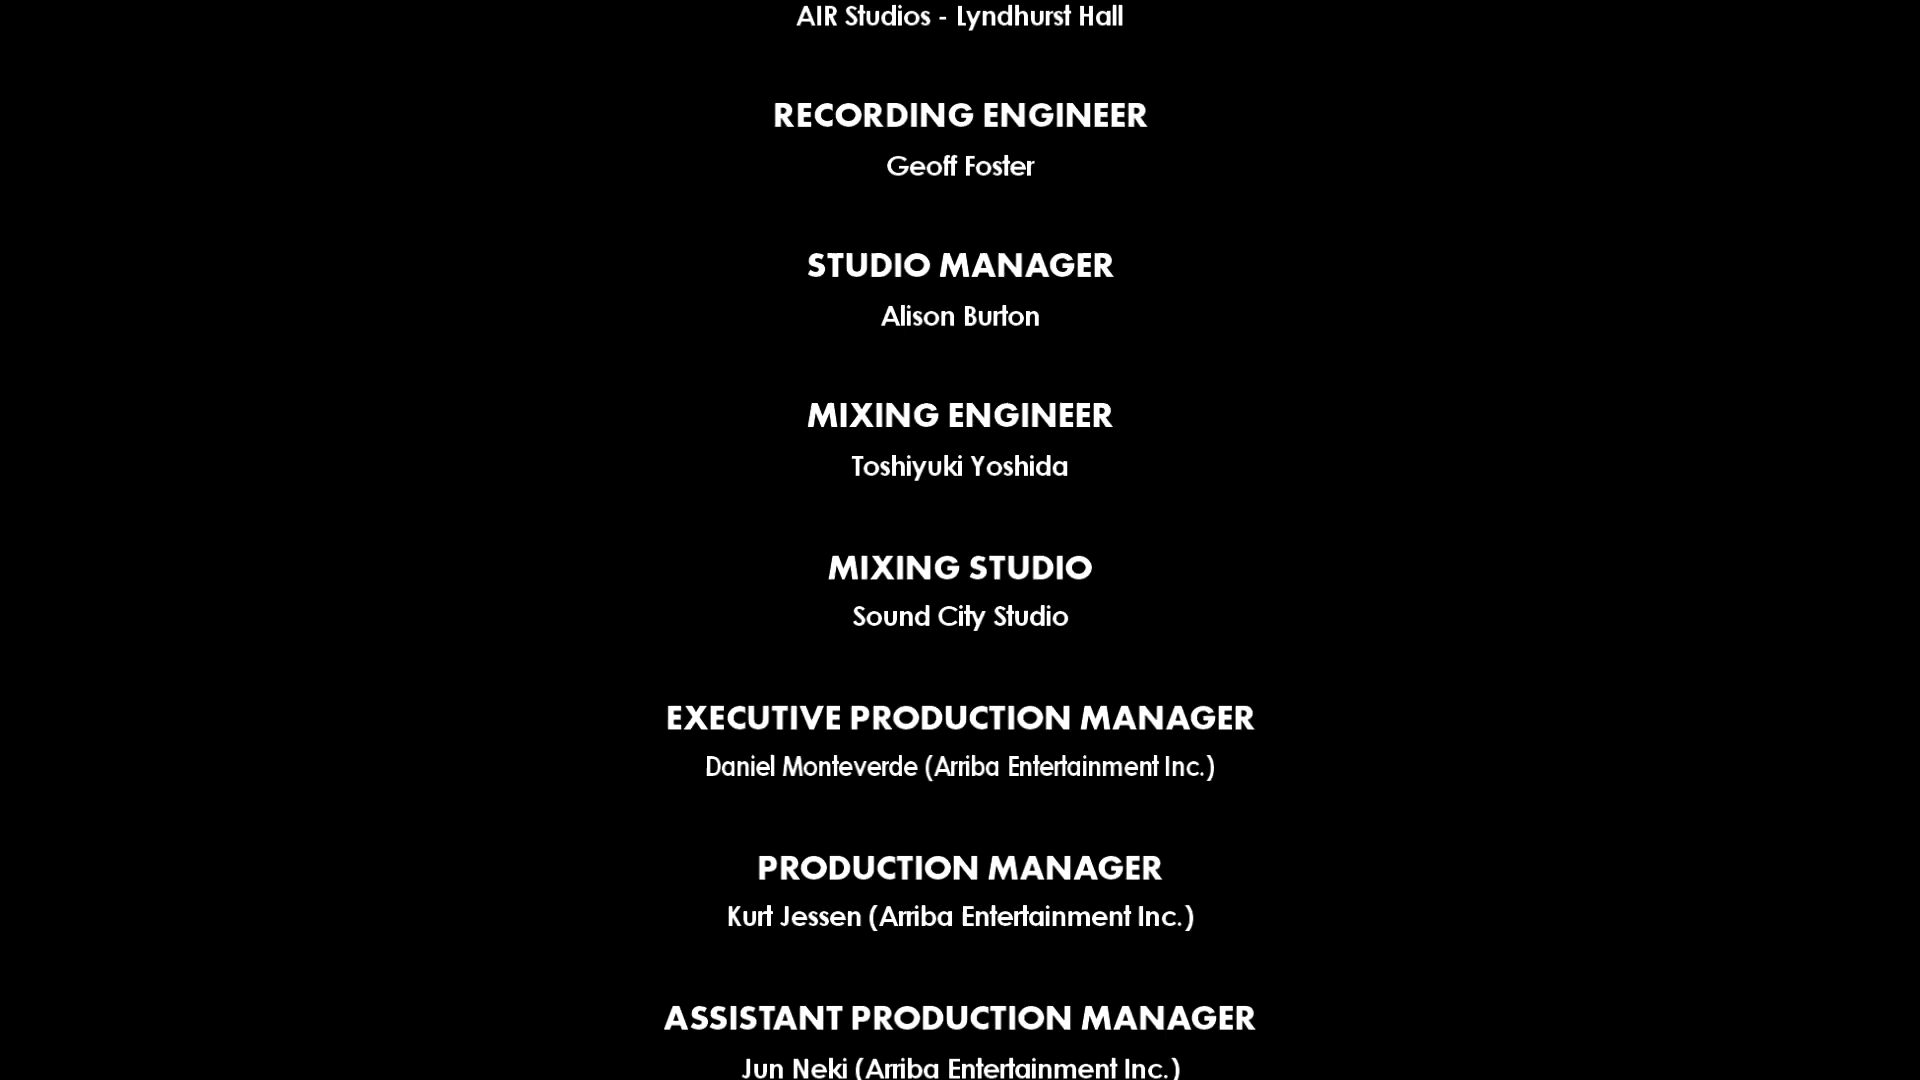 AIR Studios - Lyndhurst Hall
RECORDING ENGINEER
Geoff Foster
STUDIO MANAGER
Alison Burton
MIXING ENGINEER
Toshiyuki Yoshida
MIXING STUDIO
Sound City Studio
EXECUTIVE PRODUCTION MANAGER
Daniel Monteverde (Arriba Entertainment Inc.)
PRODUCTION MANAGER
Kurt Jessen (Arriba Entertainment Inc.)
ASSISTANT PRODUCTION MANAGER
Jun Neki (Arriba Entertainment Inc.)